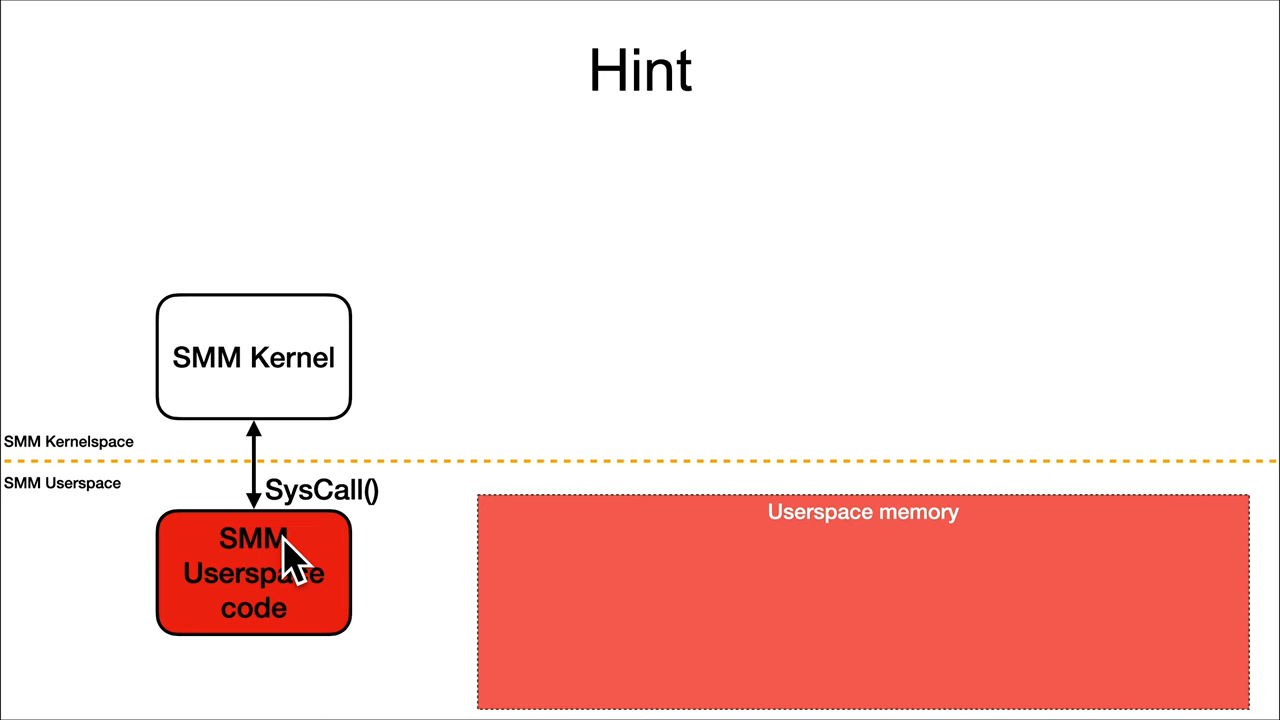 Hint
SMM Kernel
SMM Kernelspace
SMM Userspace
SysCall()
SMM
Userspace
code
Userspace memory